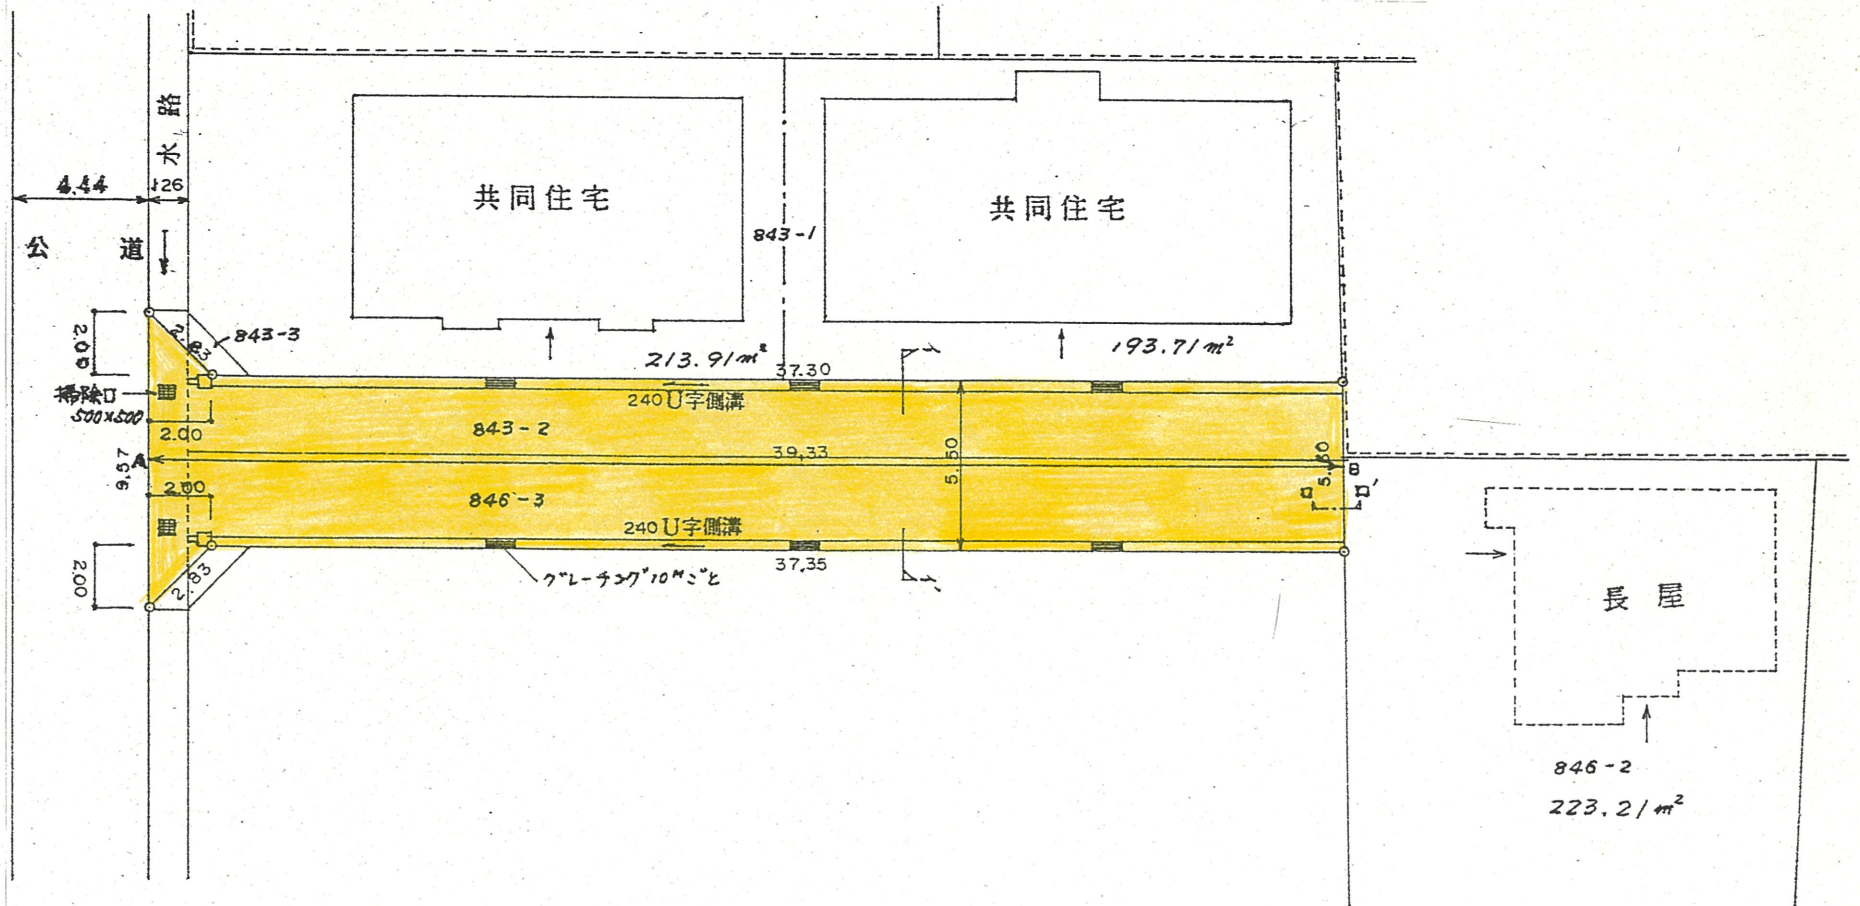 水路
4.44
1.26
公道
共同住宅
共同住宅
843-1
2.00
2.83
843-3
213.91m²
193.71m²
37.30
掃除口
500×500
240U字側溝
2.00
843-2
9.57
A
39.33
5.50
B
2.00
846-3
ロ ロ'
240U字側溝
2.00
2.83
グレーチング10Mごと
37.35
イ
イ'
長屋
846-2
223.21m²